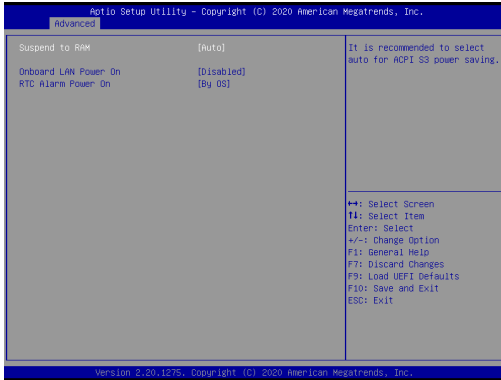 Aptio Setup Utility – Copyright (C) 2020 American Megatrends, Inc.
Advanced
Suspend to RAM [Auto]
Onboard LAN Power On [Disabled]
RTC Alarm Power On [By OS]
It is recommended to select
auto for ACPI S3 power saving.
↔: Select Screen
↑↓: Select Item
Enter: Select
+/-: Change Option
F1: General Help
F7: Discard Changes
F9: Load UEFI Defaults
F10: Save and Exit
ESC: Exit
Version 2.20.1275. Copyright (C) 2020 American Megatrends, Inc.